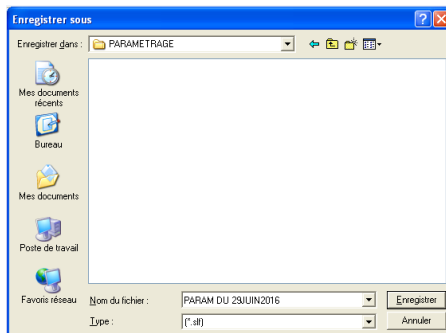 Enregistrer sous
Enregistrer dans :
PARAMETRAGE
Mes documents
récents
Bureau
Mes documents
Poste de travail
Favoris réseau
Nom du fichier :
PARAM DU 29JUIN2016
Enregistrer
Type :
(*.slf)
Annuler